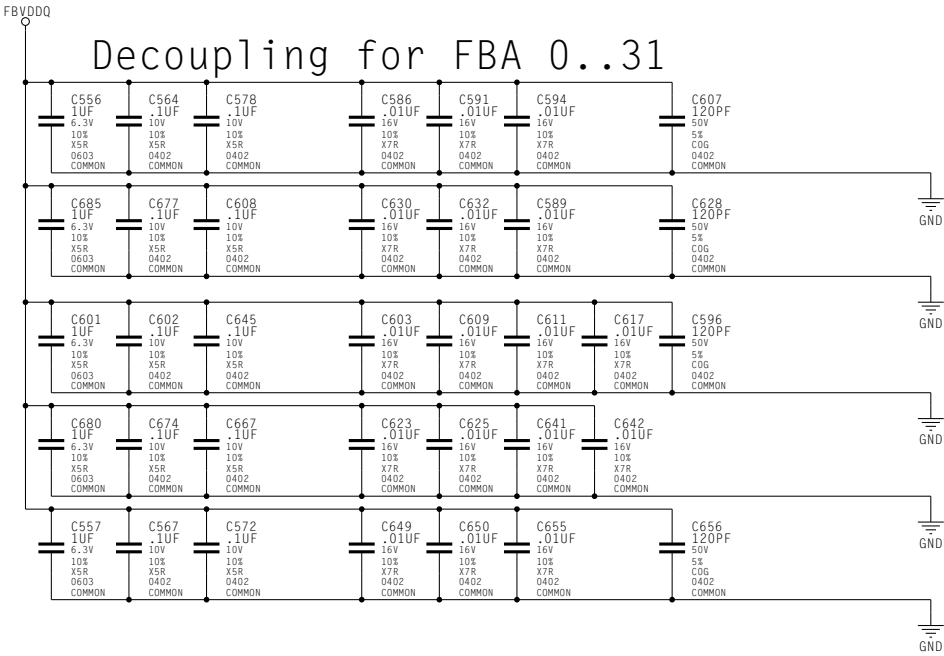 FBVDDQ
Decoupling for FBA 0..31
C556
1UF
6.3V
10%
X5R
0603
COMMON
C564
.1UF
10V
10%
X5R
0402
COMMON
C578
.1UF
10V
10%
X5R
0402
COMMON
C586
.01UF
16V
10%
X7R
0402
COMMON
C591
.01UF
16V
10%
X7R
0402
COMMON
C594
.01UF
16V
10%
X7R
0402
COMMON
C607
120PF
50V
5%
COG
0402
COMMON
GND
C685
1UF
6.3V
10%
X5R
0603
COMMON
C677
.1UF
10V
10%
X5R
0402
COMMON
C608
.1UF
10V
10%
X5R
0402
COMMON
C630
.01UF
16V
10%
X7R
0402
COMMON
C632
.01UF
16V
10%
X7R
0402
COMMON
C589
.01UF
16V
10%
X7R
0402
COMMON
C628
120PF
50V
5%
COG
0402
COMMON
GND
C601
1UF
6.3V
10%
X5R
0603
COMMON
C602
.1UF
10V
10%
X5R
0402
COMMON
C645
.1UF
10V
10%
X5R
0402
COMMON
C603
.01UF
16V
10%
X7R
0402
COMMON
C609
.01UF
16V
10%
X7R
0402
COMMON
C611
.01UF
16V
10%
X7R
0402
COMMON
C617
.01UF
16V
10%
X7R
0402
COMMON
C596
120PF
50V
5%
COG
0402
COMMON
GND
C680
1UF
6.3V
10%
X5R
0603
COMMON
C674
.1UF
10V
10%
X5R
0402
COMMON
C667
.1UF
10V
10%
X5R
0402
COMMON
C623
.01UF
16V
10%
X7R
0402
COMMON
C625
.01UF
16V
10%
X7R
0402
COMMON
C641
.01UF
16V
10%
X7R
0402
COMMON
C642
.01UF
16V
10%
X7R
0402
COMMON
GND
C557
1UF
6.3V
10%
X5R
0603
COMMON
C567
.1UF
10V
10%
X5R
0402
COMMON
C572
.1UF
10V
10%
X5R
0402
COMMON
C649
.01UF
16V
10%
X7R
0402
COMMON
C650
.01UF
16V
10%
X7R
0402
COMMON
C655
.01UF
16V
10%
X7R
0402
COMMON
C656
120PF
50V
5%
COG
0402
COMMON
GND